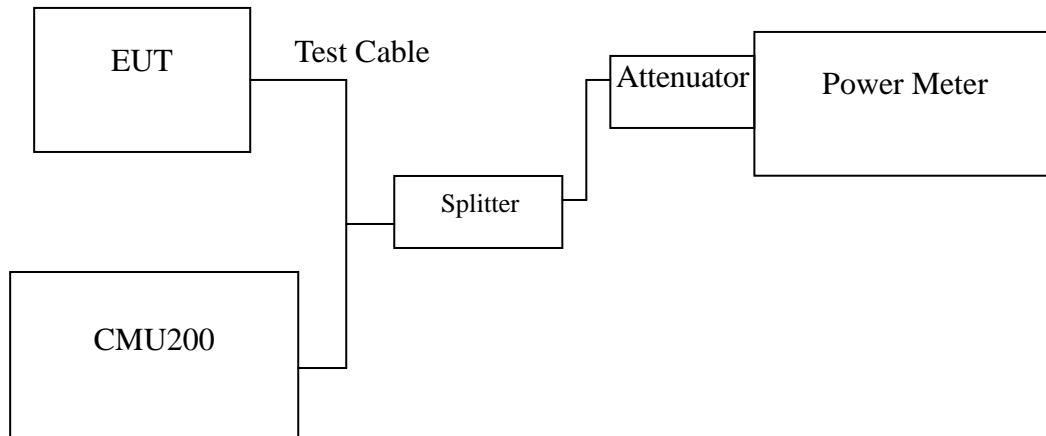 EUT
Test Cable
Attenuator
Power Meter
Splitter
CMU200